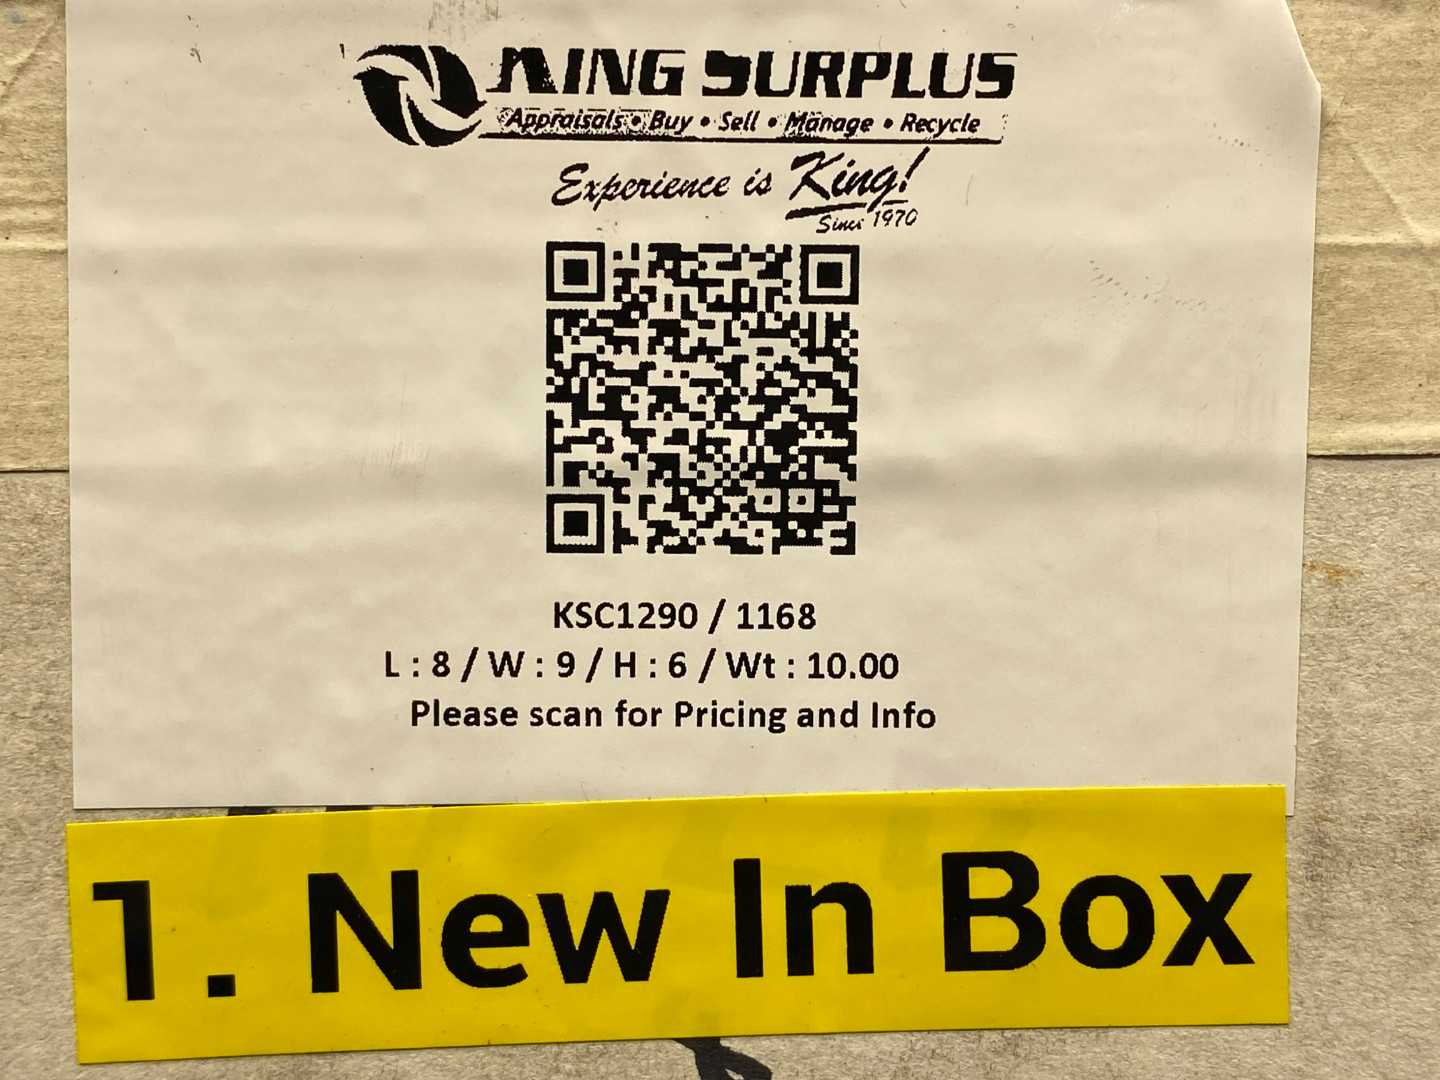 KING SURPLUS
Appraisals • Buy • Sell • Manage • Recycle
Experience is King!
Since 1970
KSC1290 / 1168
L : 8 / W : 9 / H : 6 / Wt : 10.00
Please scan for Pricing and Info
1. New In Box